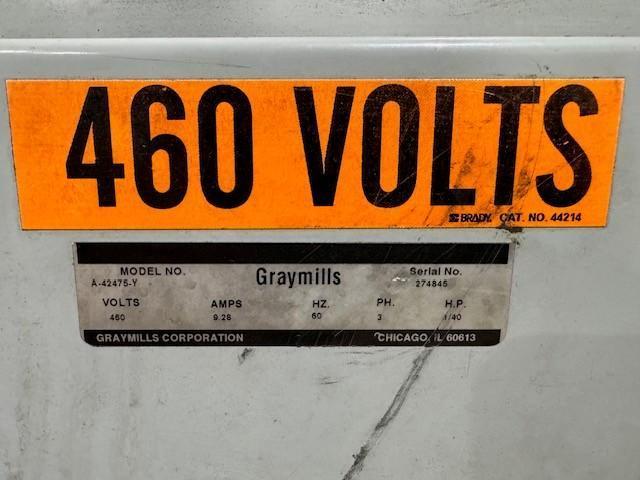 460 VOLTS
BRADY CAT. NO. 44214
MODEL NO. Graymills Serial No.
A-42475-Y 274845
VOLTS AMPS HZ. PH. H.P.
460 9.28 60 3 1/40
GRAYMILLS CORPORATION CHICAGO, IL 60613